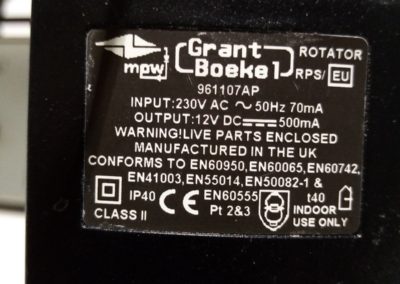 mpw Grant Boekel ROTATOR
RPS/ EU
961107AP
INPUT:230V AC ~ 50Hz 70mA
OUTPUT:12V DC 500mA
WARNING!LIVE PARTS ENCLOSED
MANUFACTURED IN THE UK
CONFORMS TO EN60950,EN60065,EN60742,
EN41003,EN55014,EN50082-1 &
IP40 CE EN60555 t40
CLASS II Pt 2&3 INDOOR
USE ONLY